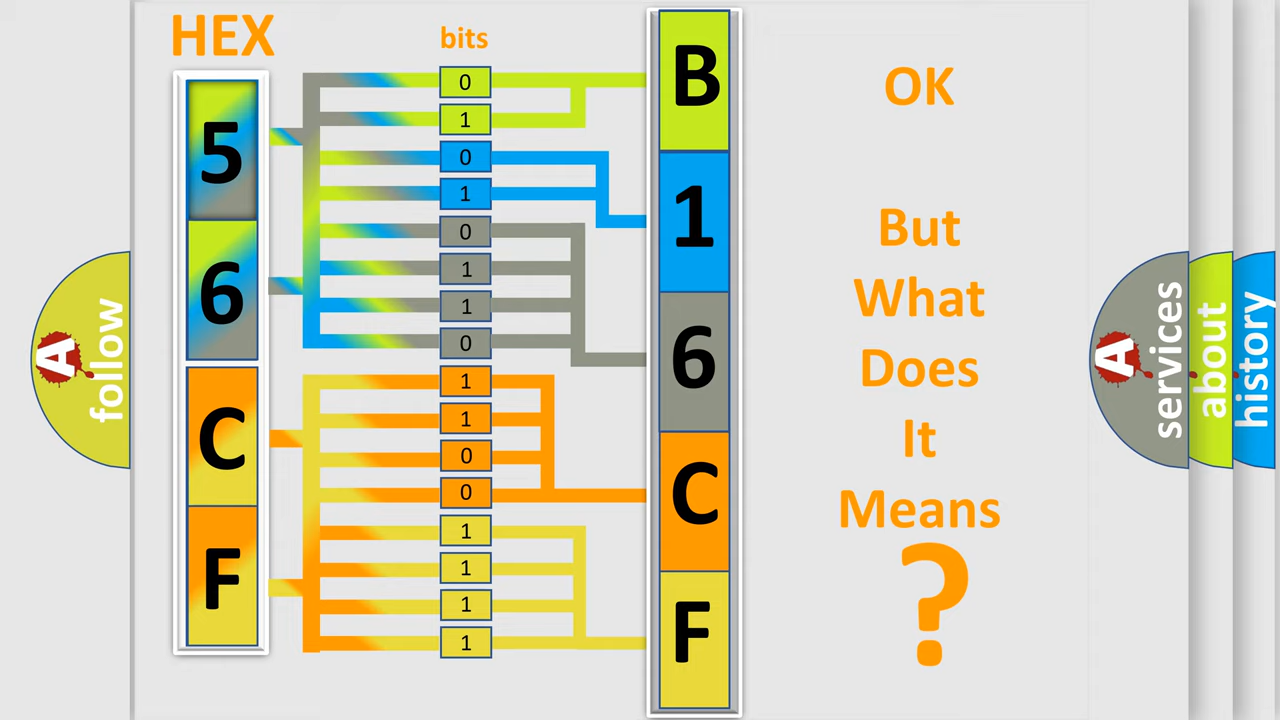 HEX
bits
5
6
C
F
0
1
0
1
0
1
1
0
1
1
0
0
1
1
1
1
B
1
6
C
F
OK
But
What
Does
It
Means
?
A
follow
A
services
about
history